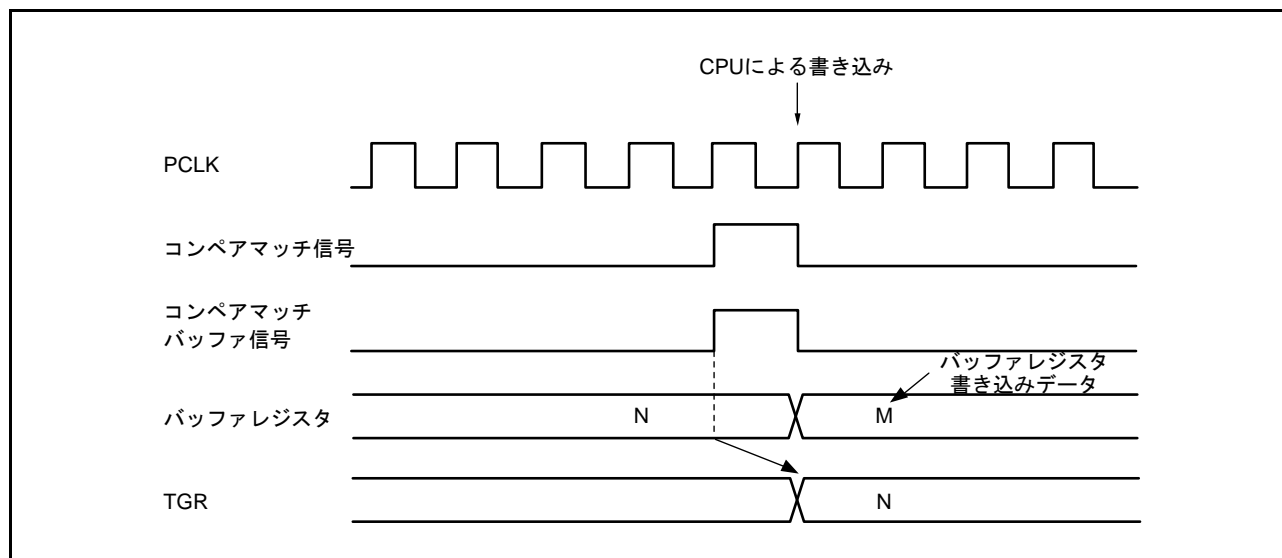 CPUによる書き込み
PCLK
コンペアマッチ信号
コンペアマッチ
バッファ信号
バッファレジスタ
書き込みデータ
バッファレジスタ
N
M
TGR
N